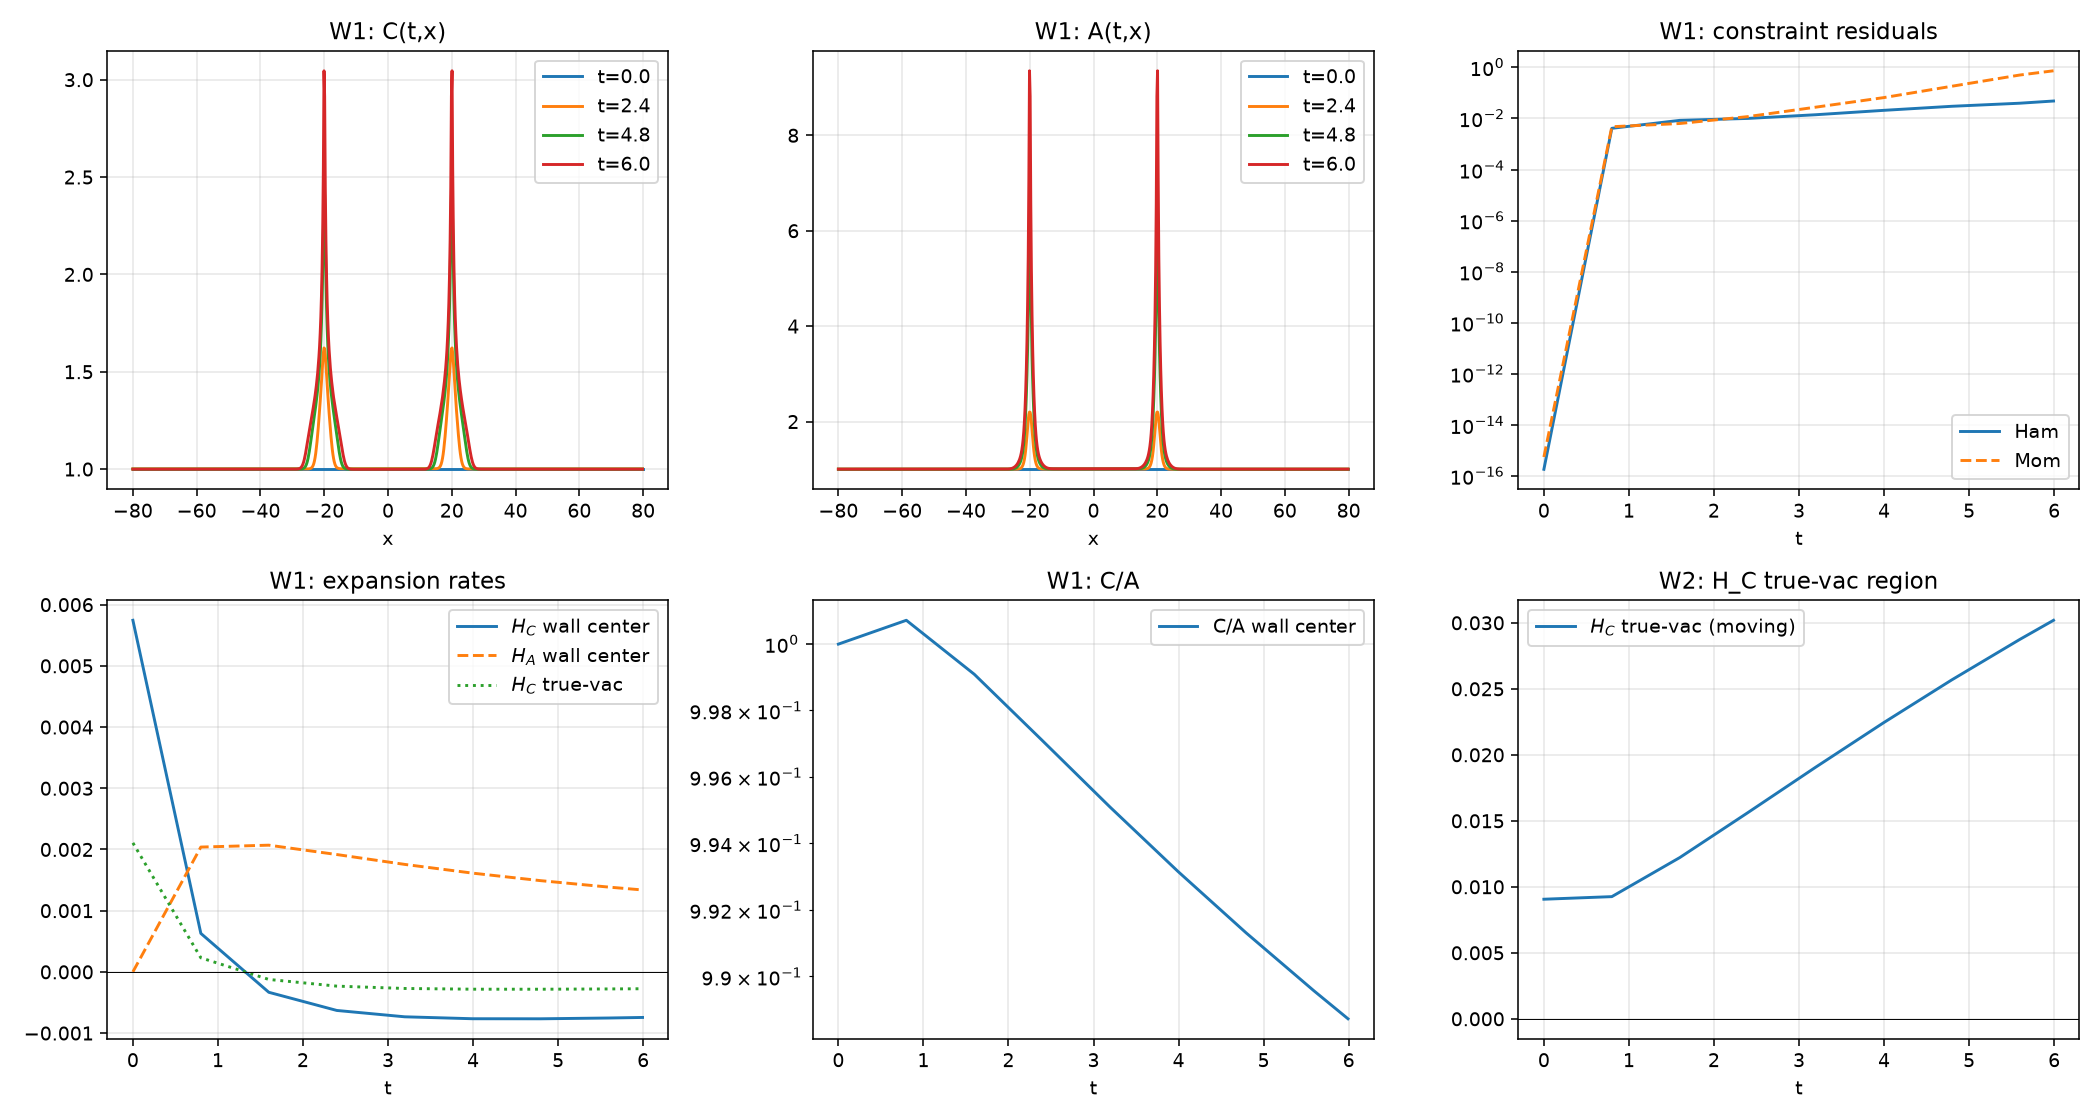 W1: C(t,x)
3.0
2.5
2.0
1.5
1.0
−80 −60 −40 −20 0 20 40 60 80
x
t=0.0
t=2.4
t=4.8
t=6.0
W1: A(t,x)
8
6
4
2
−80 −60 −40 −20 0 20 40 60 80
x
t=0.0
t=2.4
t=4.8
t=6.0
W1: constraint residuals
10⁰
10⁻²
10⁻⁴
10⁻⁶
10⁻⁸
10⁻¹⁰
10⁻¹²
10⁻¹⁴
10⁻¹⁶
0 1 2 3 4 5 6
t
Ham
Mom
W1: expansion rates
0.006
0.005
0.004
0.003
0.002
0.001
0.000
−0.001
0 1 2 3 4 5 6
t
H_C wall center
H_A wall center
H_C true-vac
W1: C/A
10⁰
9.98 × 10⁻¹
9.96 × 10⁻¹
9.94 × 10⁻¹
9.92 × 10⁻¹
9.9 × 10⁻¹
0 1 2 3 4 5 6
t
C/A wall center
W2: H_C true-vac region
0.030
0.025
0.020
0.015
0.010
0.005
0.000
0 1 2 3 4 5 6
t
H_C true-vac (moving)